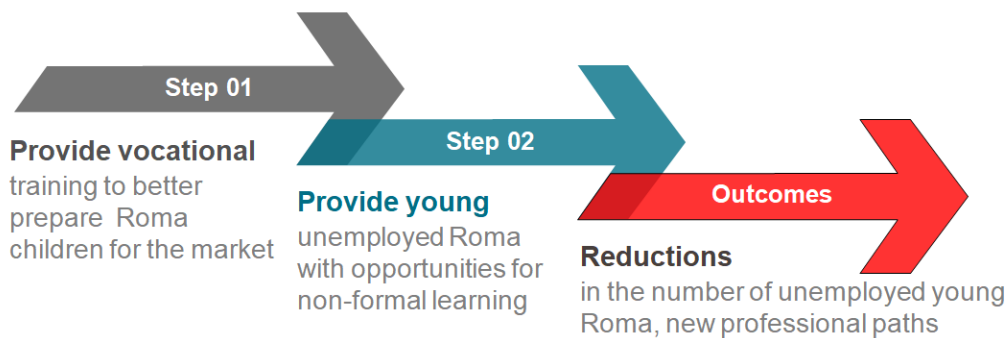 Step 01
Provide vocational
training to better
prepare Roma
children for the market
Step 02
Provide young
unemployed Roma
with opportunities for
non-formal learning
Outcomes
Reductions
in the number of unemployed young
Roma, new professional paths